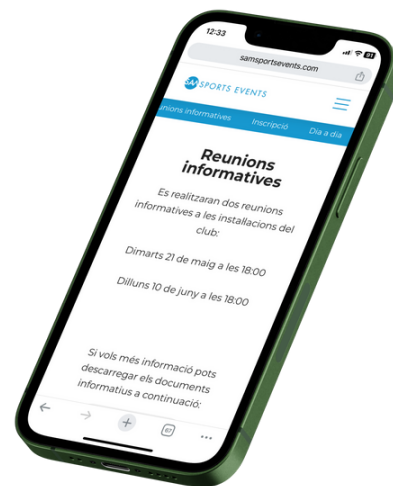 12:33
samsportsevents.com
SAMSPORTS EVENTS
unions informatives Inscripció Dia a dia
Reunions
informatives
Es realitzaran dos reunions
informatives a les instal·lacions del
club:
Dimarts 21 de maig a les 18:00
Dilluns 10 de juny a les 18:00
Si vols més informació pots
descarregar els documents
informatius a continuació: